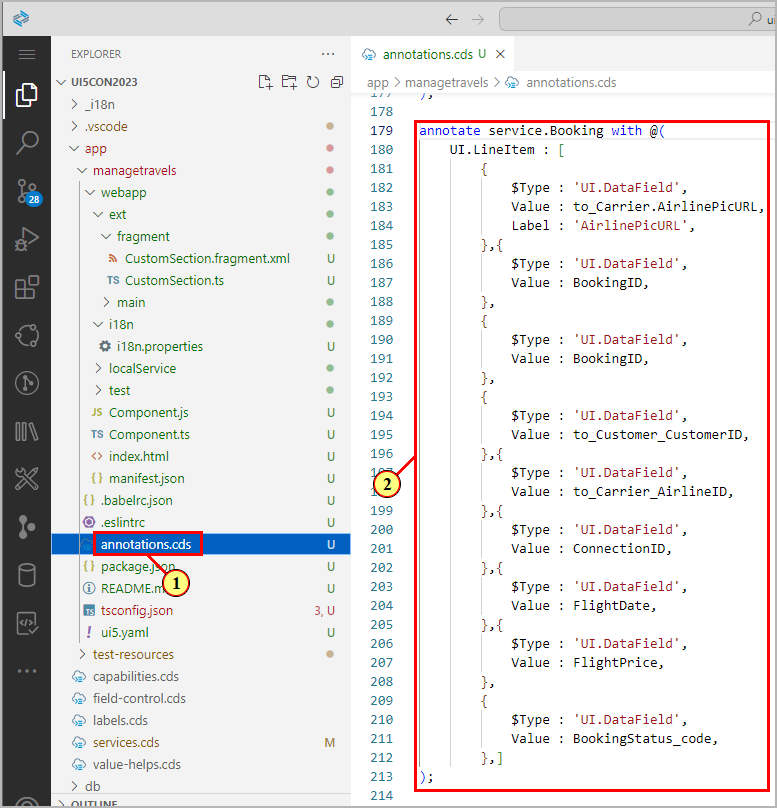 ui
EXPLORER
annotations.cds U
UI5CON2023
app > managetravels > annotations.cds
_i18n
.vscode
app
managetravels
webapp
ext
fragment
CustomSection.fragment.xml U
TS CustomSection.ts U
main
i18n
i18n.properties U
localService
test
JS Component.js U
TS Component.ts U
<> index.html U
{} manifest.json U
{} .babelrc.json U
.eslintrc U
annotations.cds U
{} package.json U
README.m U
TS tsconfig.json 3, U
! ui5.yaml U
test-resources
capabilities.cds
field-control.cds
labels.cds
services.cds M
value-helps.cds
db
OUTLINE
28
1
2
177 );
178
179 annotate service.Booking with @(
180 UI.LineItem : [
181 {
182 $Type : 'UI.DataField',
183 Value : to_Carrier.AirlinePicURL,
184 Label : 'AirlinePicURL',
185 },{
186 $Type : 'UI.DataField',
187 Value : BookingID,
188 },
189 {
190 $Type : 'UI.DataField',
191 Value : BookingID,
192 },
193 {
194 $Type : 'UI.DataField',
195 Value : to_Customer_CustomerID,
196 },{
$Type : 'UI.DataField',
Value : to_Carrier_AirlineID,
199 },{
200 $Type : 'UI.DataField',
201 Value : ConnectionID,
202 },{
203 $Type : 'UI.DataField',
204 Value : FlightDate,
205 },{
206 $Type : 'UI.DataField',
207 Value : FlightPrice,
208 },
209 {
210 $Type : 'UI.DataField',
211 Value : BookingStatus_code,
212 },]
213 );
214